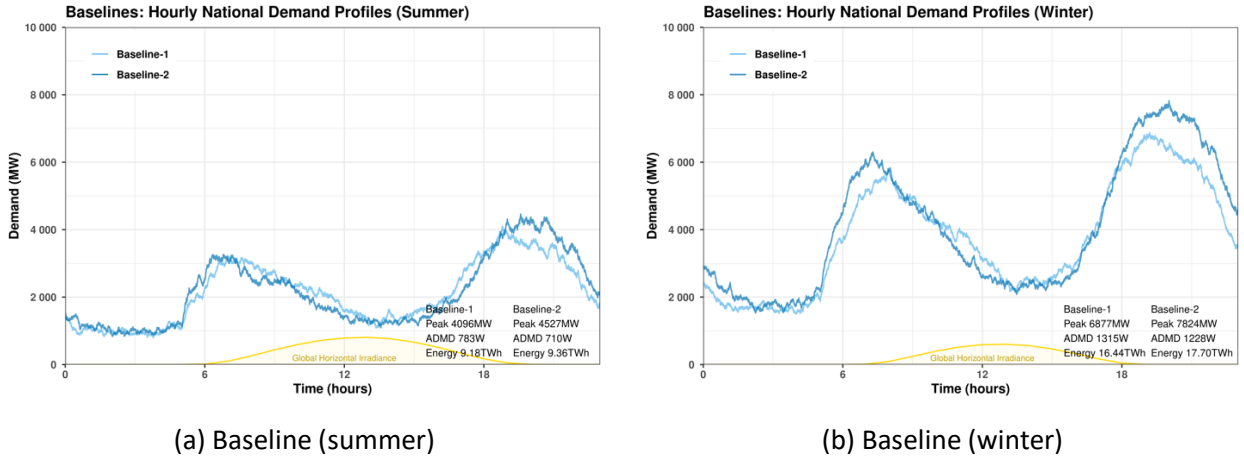 Baselines: Hourly National Demand Profiles (Summer)
10 000
8 000
6 000
4 000
2 000
0
Demand (MW)
Baseline-1
Baseline-2
Baseline-1 Baseline-2
Peak 4096MW Peak 4527MW
ADMD 783W ADMD 710W
Energy 9.18TWh Energy 9.36TWh
Global Horizontal Irradiance
0 6 12 18
Time (hours)
(a) Baseline (summer)
Baselines: Hourly National Demand Profiles (Winter)
10 000
8 000
6 000
4 000
2 000
0
Demand (MW)
Baseline-1
Baseline-2
Baseline-1 Baseline-2
Peak 6877MW Peak 7824MW
ADMD 1315W ADMD 1228W
Energy 16.44TWh Energy 17.70TWh
Global Horizontal Irradiance
0 6 12 18
Time (hours)
(b) Baseline (winter)